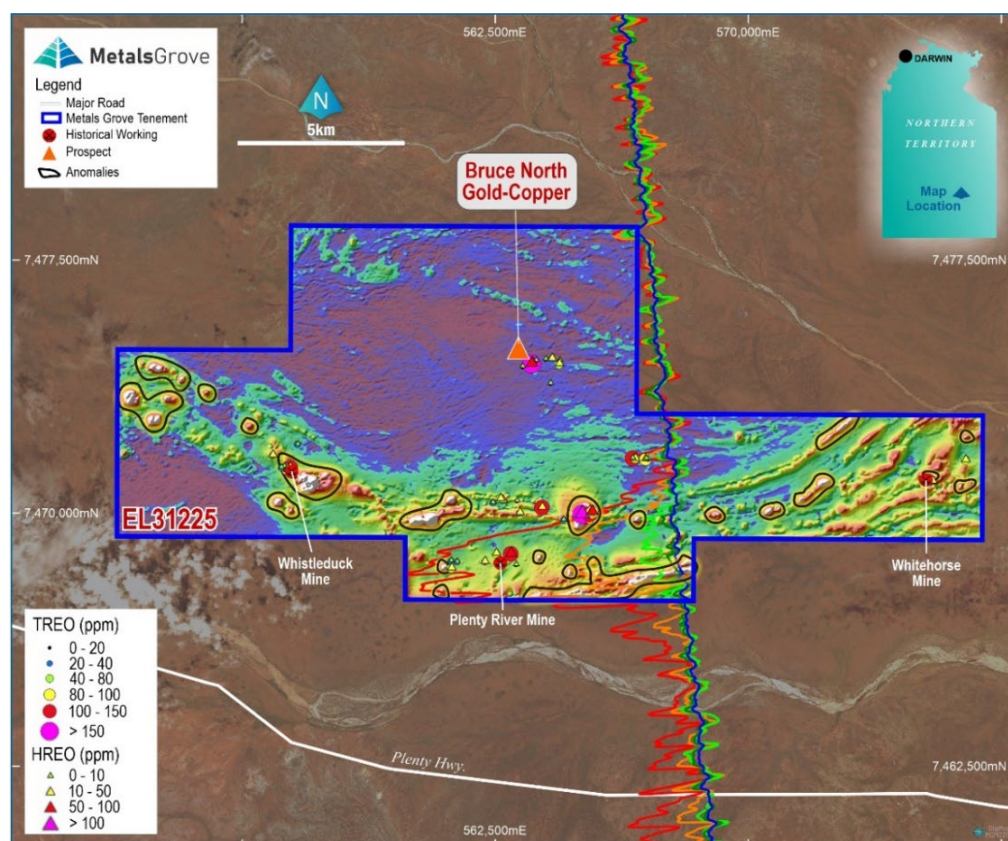 562,500mE
570,000mE
MetalsGrove
Legend
Major Road
Metals Grove Tenement
Historical Working
Prospect
Anomalies
N
5km
DARWIN
NORTHERN
TERRITORY
Map
Location
Bruce North
Gold-Copper
7,477,500mN
7,477,500mN
7,470,000mN
EL31225
Whistleduck
Mine
Plenty River Mine
Whitehorse
Mine
TREO (ppm)
0 - 20
20 - 40
40 - 80
80 - 100
100 - 150
> 150
HREO (ppm)
0 - 10
10 - 50
50 - 100
> 100
Plenty Hwy.
7,462,500mN
562,500mE